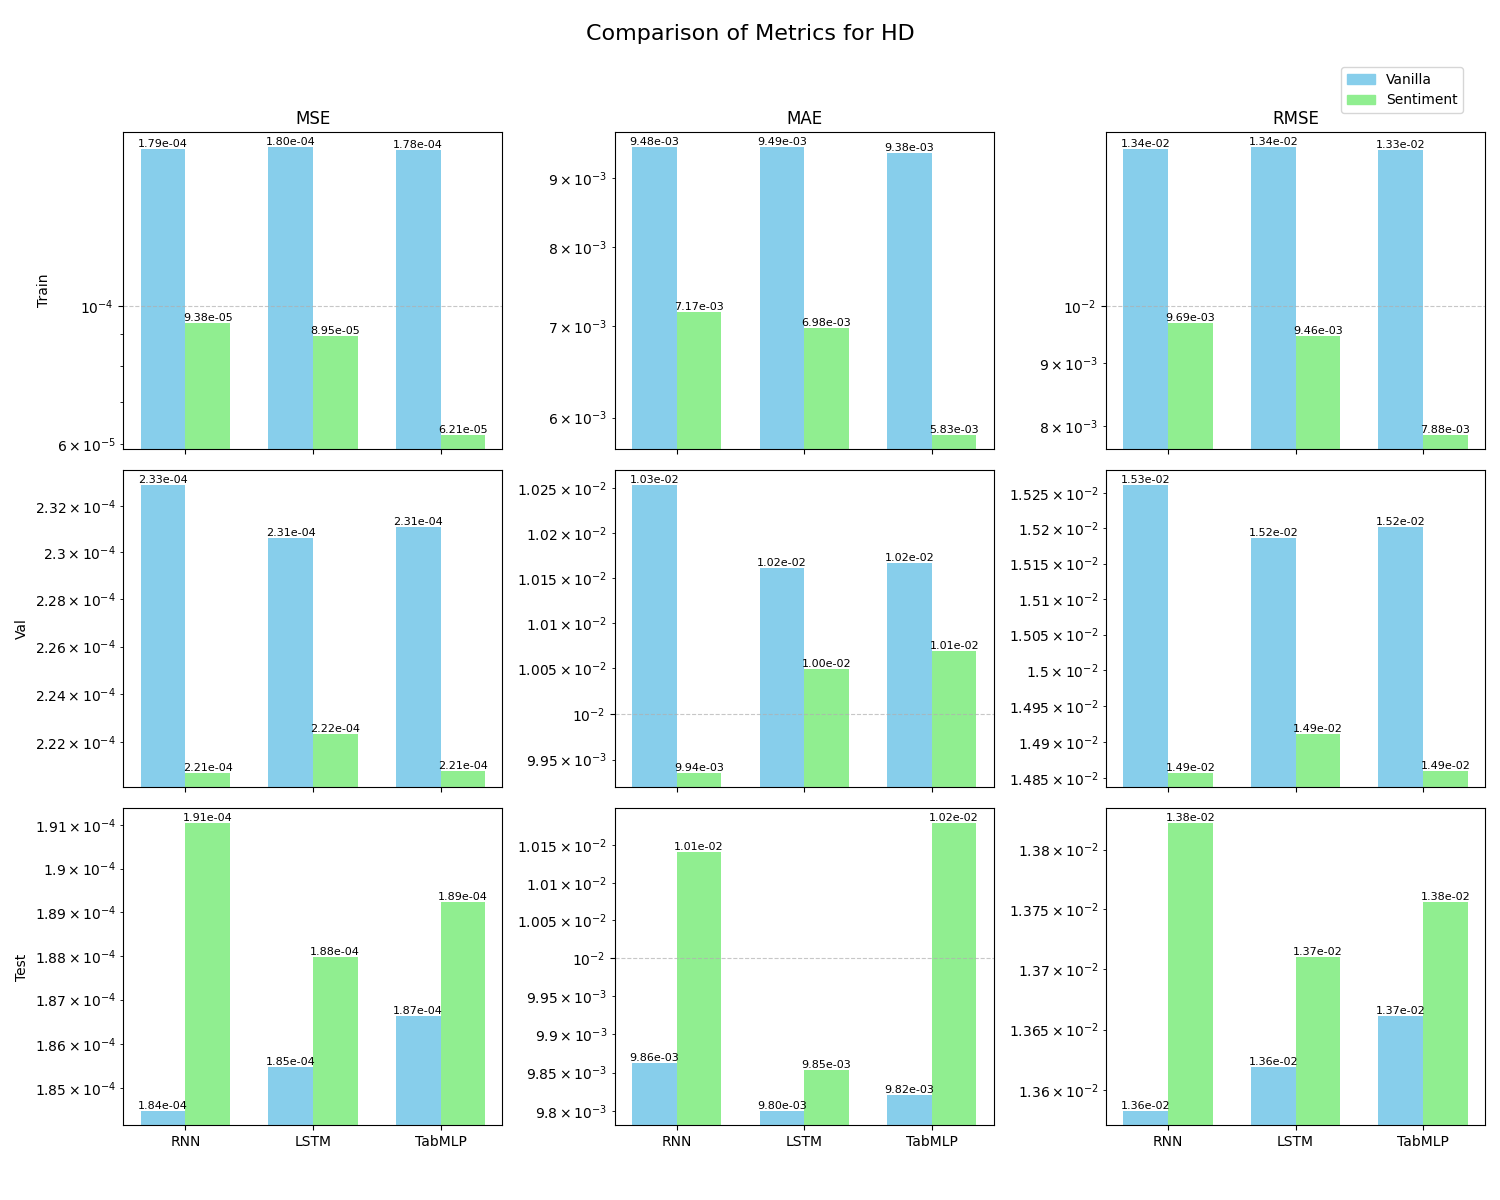 Comparison of Metrics for HD
Vanilla
Sentiment
MSE
MAE
RMSE
Train
10⁻⁴
6 × 10⁻⁵
1.79e-04
9.38e-05
1.80e-04
8.95e-05
1.78e-04
6.21e-05
9 × 10⁻³
8 × 10⁻³
7 × 10⁻³
6 × 10⁻³
9.48e-03
7.17e-03
9.49e-03
6.98e-03
9.38e-03
5.83e-03
10⁻²
9 × 10⁻³
8 × 10⁻³
1.34e-02
9.69e-03
1.34e-02
9.46e-03
1.33e-02
7.88e-03
Val
2.32 × 10⁻⁴
2.3 × 10⁻⁴
2.28 × 10⁻⁴
2.26 × 10⁻⁴
2.24 × 10⁻⁴
2.22 × 10⁻⁴
2.33e-04
2.21e-04
2.31e-04
2.22e-04
2.31e-04
2.21e-04
1.025 × 10⁻²
1.02 × 10⁻²
1.015 × 10⁻²
1.01 × 10⁻²
1.005 × 10⁻²
10⁻²
9.95 × 10⁻³
1.03e-02
9.94e-03
1.02e-02
1.00e-02
1.02e-02
1.01e-02
1.525 × 10⁻²
1.52 × 10⁻²
1.515 × 10⁻²
1.51 × 10⁻²
1.505 × 10⁻²
1.5 × 10⁻²
1.495 × 10⁻²
1.49 × 10⁻²
1.485 × 10⁻²
1.53e-02
1.49e-02
1.52e-02
1.49e-02
1.52e-02
1.49e-02
Test
1.91 × 10⁻⁴
1.9 × 10⁻⁴
1.89 × 10⁻⁴
1.88 × 10⁻⁴
1.87 × 10⁻⁴
1.86 × 10⁻⁴
1.85 × 10⁻⁴
1.84e-04
1.91e-04
1.85e-04
1.88e-04
1.87e-04
1.89e-04
RNN
LSTM
TabMLP
1.015 × 10⁻²
1.01 × 10⁻²
1.005 × 10⁻²
10⁻²
9.95 × 10⁻³
9.9 × 10⁻³
9.85 × 10⁻³
9.8 × 10⁻³
9.86e-03
1.01e-02
9.80e-03
9.85e-03
9.82e-03
1.02e-02
RNN
LSTM
TabMLP
1.38 × 10⁻²
1.375 × 10⁻²
1.37 × 10⁻²
1.365 × 10⁻²
1.36 × 10⁻²
1.36e-02
1.38e-02
1.36e-02
1.37e-02
1.37e-02
1.38e-02
RNN
LSTM
TabMLP